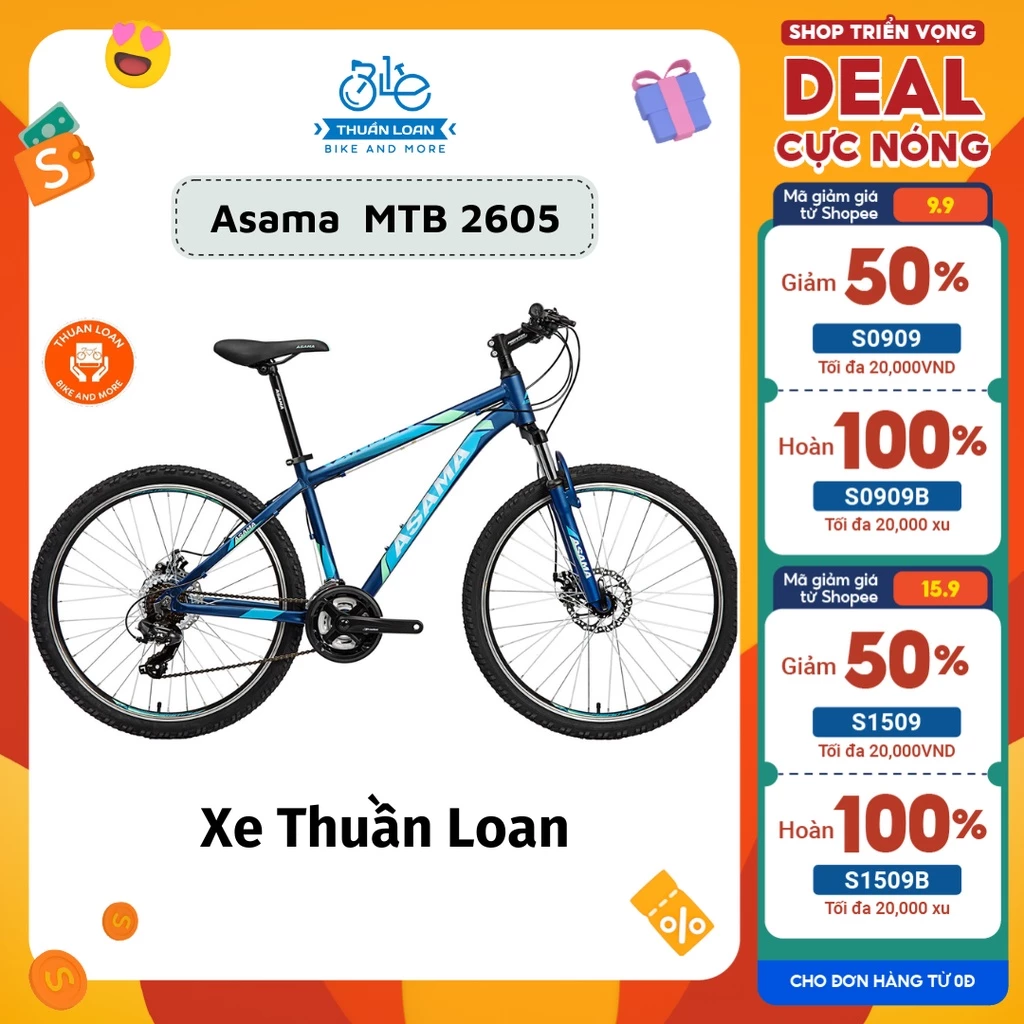 THUẦN LOAN
BIKE AND MORE
Asama MTB 2605
THUAN LOAN
BIKE AND MORE
ASAMA
ASAMA
ASAMA
ASAMA
ASAMA
Xe Thuần Loan
S
S
S
%
SHOP TRIỂN VỌNG
DEAL
CỰC NÓNG
Mã giảm giá
từ Shopee
9.9
Giảm 50%
S0909
Tối đa 20,000VND
Hoàn 100%
S0909B
Tối đa 20,000 xu
Mã giảm giá
từ Shopee
15.9
Giảm 50%
S1509
Tối đa 20,000VND
Hoàn 100%
S1509B
Tối đa 20,000 xu
CHO ĐƠN HÀNG TỪ 0Đ